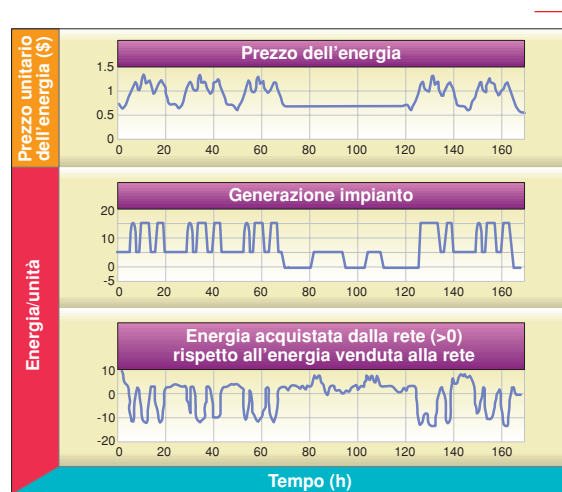 Prezzo unitario
dell'energia ($)
Prezzo dell'energia
1.5
1
0.5
0
0 20 40 60 80 100 120 140 160
Energia/unità
Generazione impianto
20
10
0
-5
0 20 40 60 80 100 120 140 160
Energia acquistata dalla rete (>0)
rispetto all'energia venduta alla rete
10
0
-10
-20
0 20 40 60 80 100 120 140 160
Tempo (h)